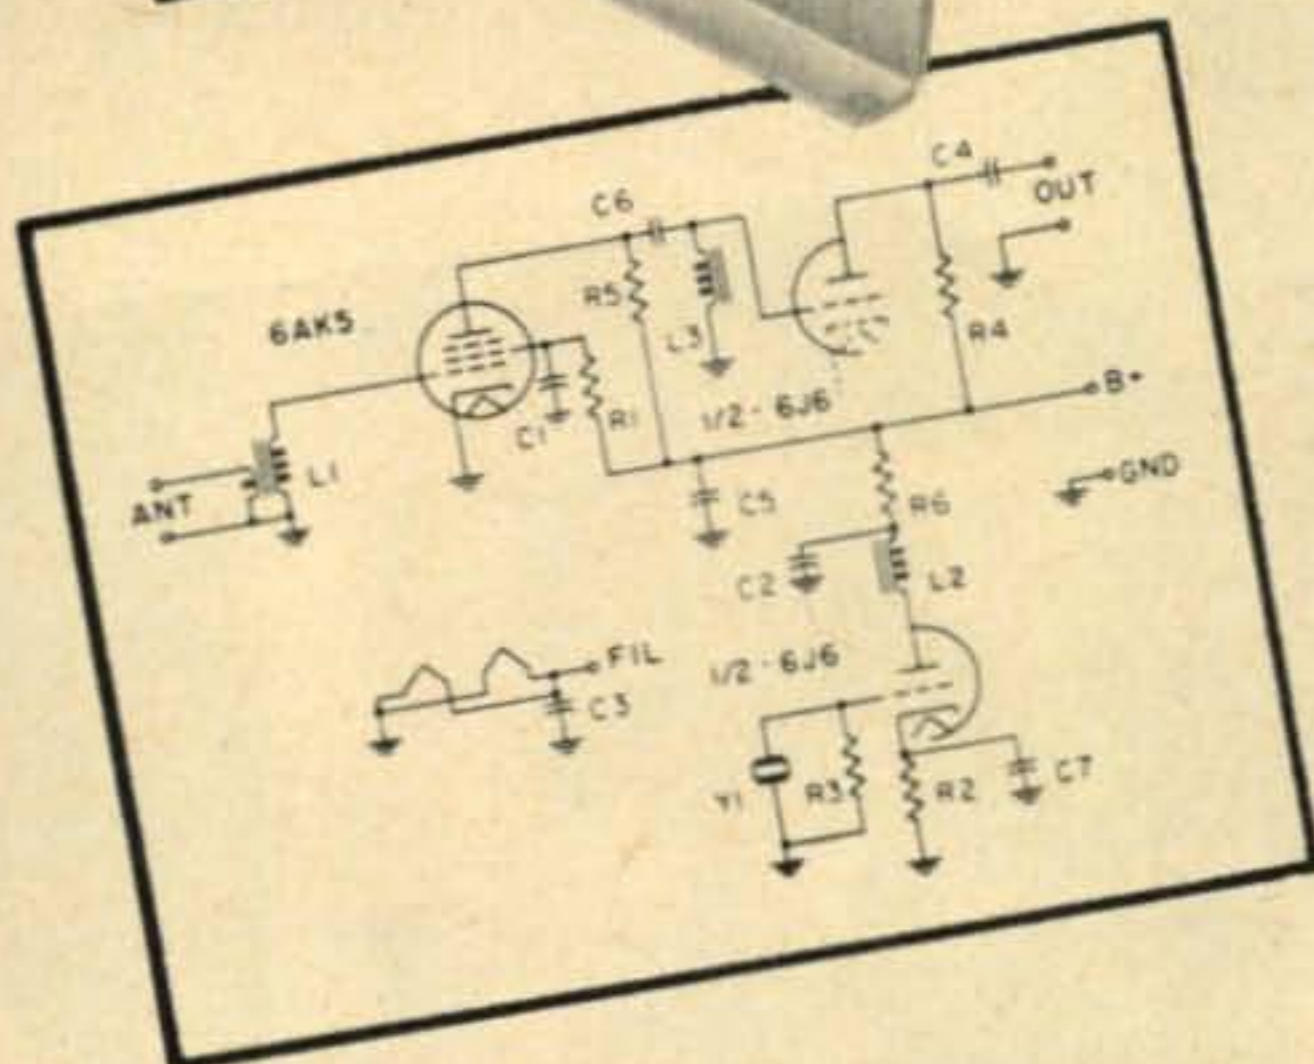 C4
OUT
C6
R5
L3
R4
6AK5
C1
R1
1/2 - 6J6
B+
L1
ANT
C5
R6
GND
C2
L2
FIL
1/2 - 6J6
C3
Y1
R3
R2
C7